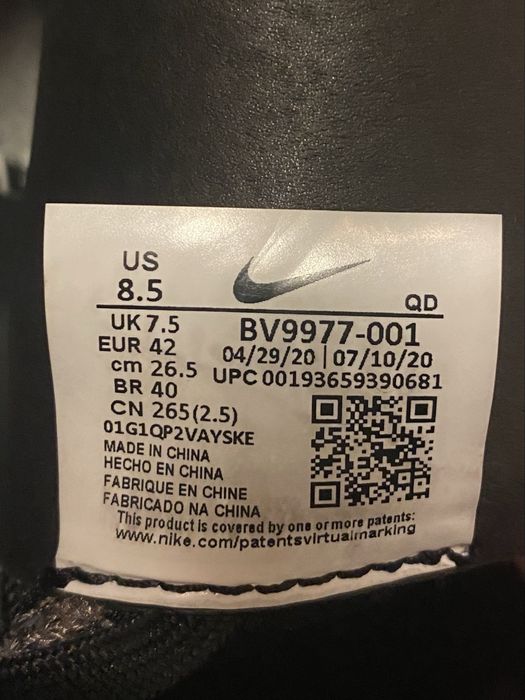 US
8.5
QD
UK 7.5
BV9977-001
EUR 42
04/29/20 | 07/10/20
cm 26.5
UPC 00193659390681
BR 40
CN 265(2.5)
01G1QP2VAYSKE
MADE IN CHINA
HECHO EN CHINA
FABRIQUE EN CHINE
FABRICADO NA CHINA
This product is covered by one or more patents:
www.nike.com/patentsvirtualmarking